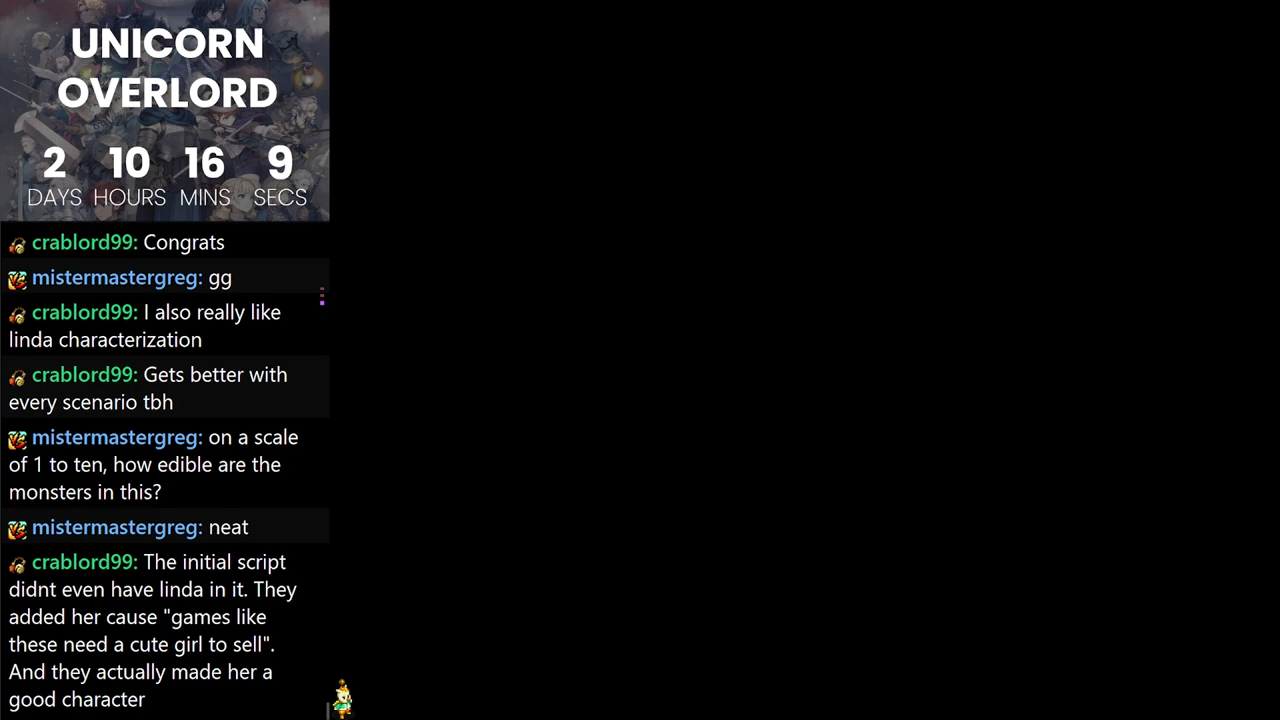 UNICORN
OVERLORD
2 10 16 9
DAYS HOURS MINS SECS
crablord99: Congrats
mistermastergreg: gg
crablord99: I also really like
linda characterization
crablord99: Gets better with
every scenario tbh
mistermastergreg: on a scale
of 1 to ten, how edible are the
monsters in this?
mistermastergreg: neat
crablord99: The initial script
didnt even have linda in it. They
added her cause "games like
these need a cute girl to sell".
And they actually made her a
good character